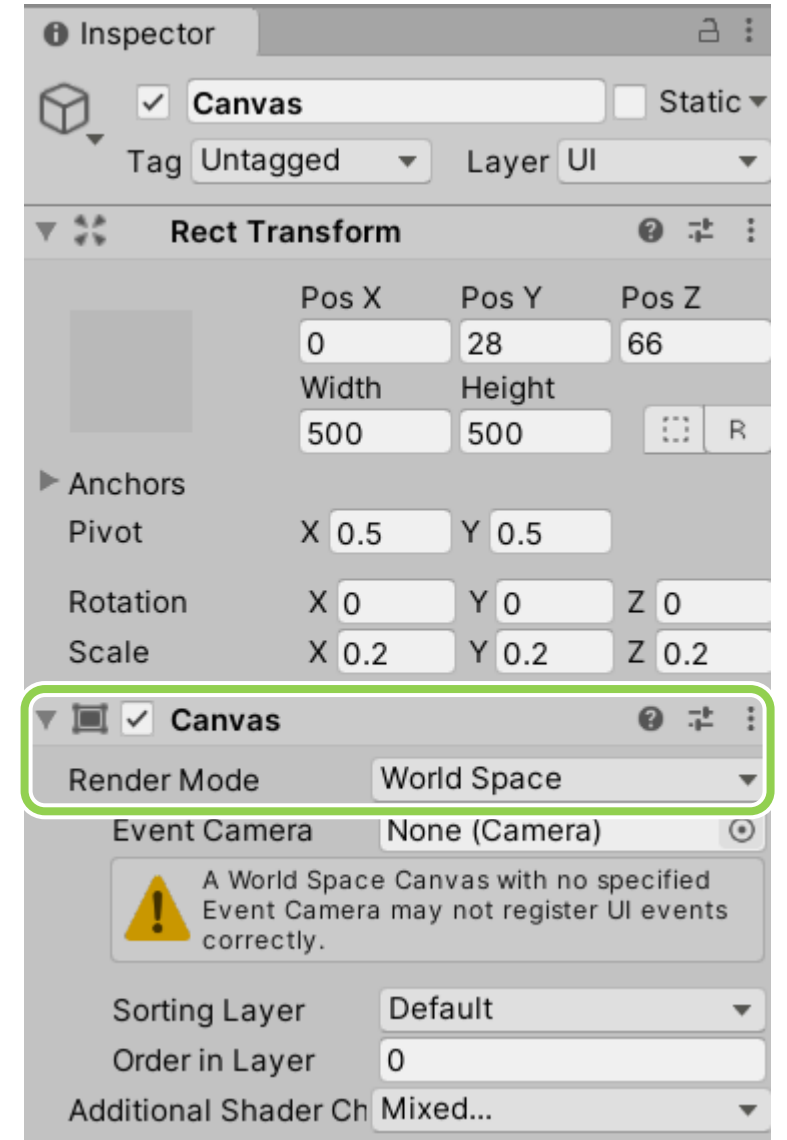 Inspector
Canvas Static
Tag Untagged Layer UI
Rect Transform
Pos X Pos Y Pos Z
0 28 66
Width Height
500 500 R
Anchors
Pivot X 0.5 Y 0.5
Rotation X 0 Y 0 Z 0
Scale X 0.2 Y 0.2 Z 0.2
Canvas
Render Mode World Space
Event Camera None (Camera)
A World Space Canvas with no specified
Event Camera may not register UI events
correctly.
Sorting Layer Default
Order in Layer 0
Additional Shader Ch Mixed...